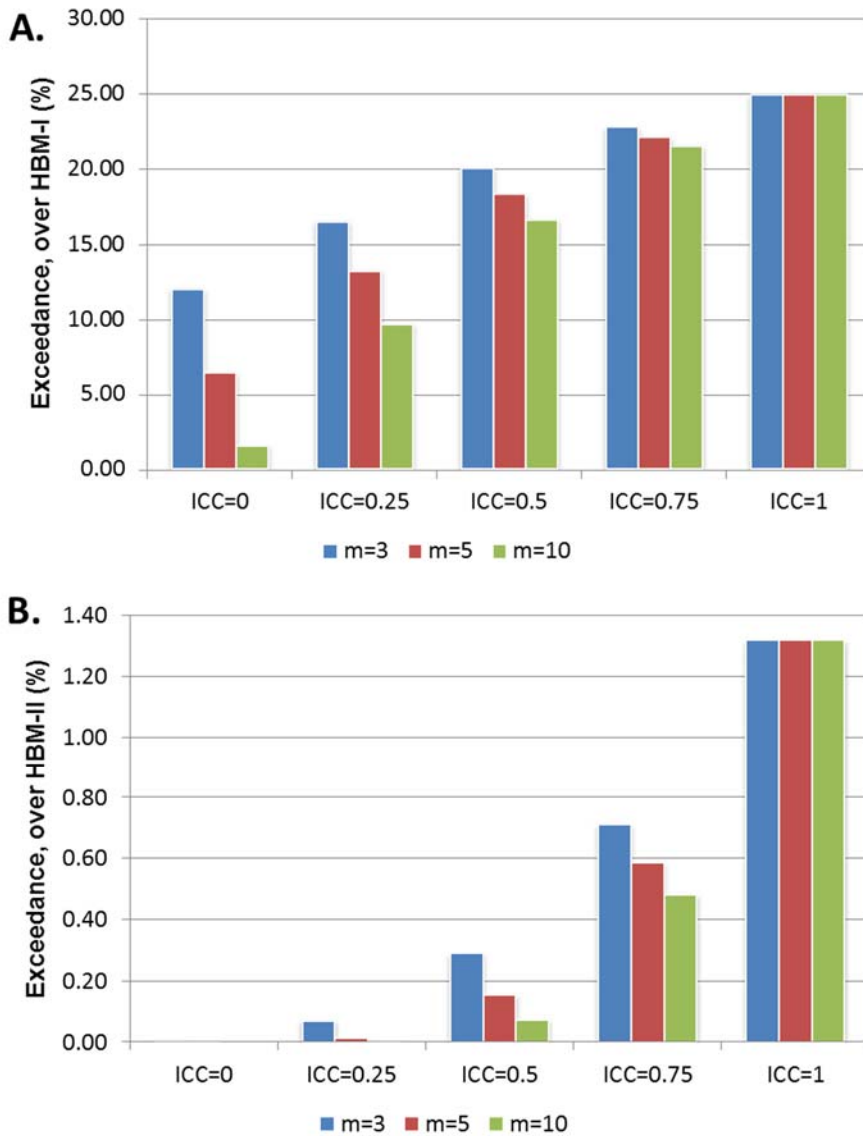 A.
Exceedance, over HBM-I (%)
30.00
25.00
20.00
15.00
10.00
5.00
0.00
ICC=0 ICC=0.25 ICC=0.5 ICC=0.75 ICC=1
m=3 m=5 m=10
B.
Exceedance, over HBM-II (%)
1.40
1.20
1.00
0.80
0.60
0.40
0.20
0.00
ICC=0 ICC=0.25 ICC=0.5 ICC=0.75 ICC=1
m=3 m=5 m=10